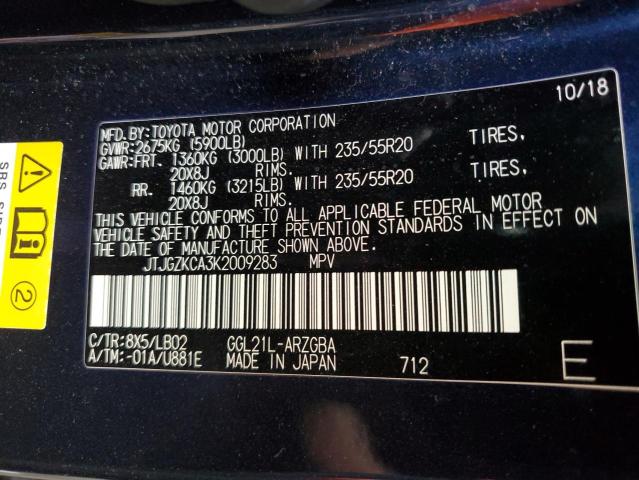 10/18
MFD.BY:TOYOTA MOTOR CORPORATION
GVWR:2675KG (5900LB)
GAWR:FRT. 1360KG (3000LB) WITH 235/55R20 TIRES,
20X8J RIMS.
RR. 1460KG (3215LB) WITH 235/55R20 TIRES,
20X8J RIMS.
THIS VEHICLE CONFORMS TO ALL APPLICABLE FEDERAL MOTOR
VEHICLE SAFETY AND THEFT PREVENTION STANDARDS IN EFFECT ON
THE DATE OF MANUFACTURE SHOWN ABOVE.
JTJGZKCA3K2009283 MPV
C/TR:8X5/LB02 GGL21L-ARZGBA
A/TM:-01A/U881E MADE IN JAPAN 712 E
2